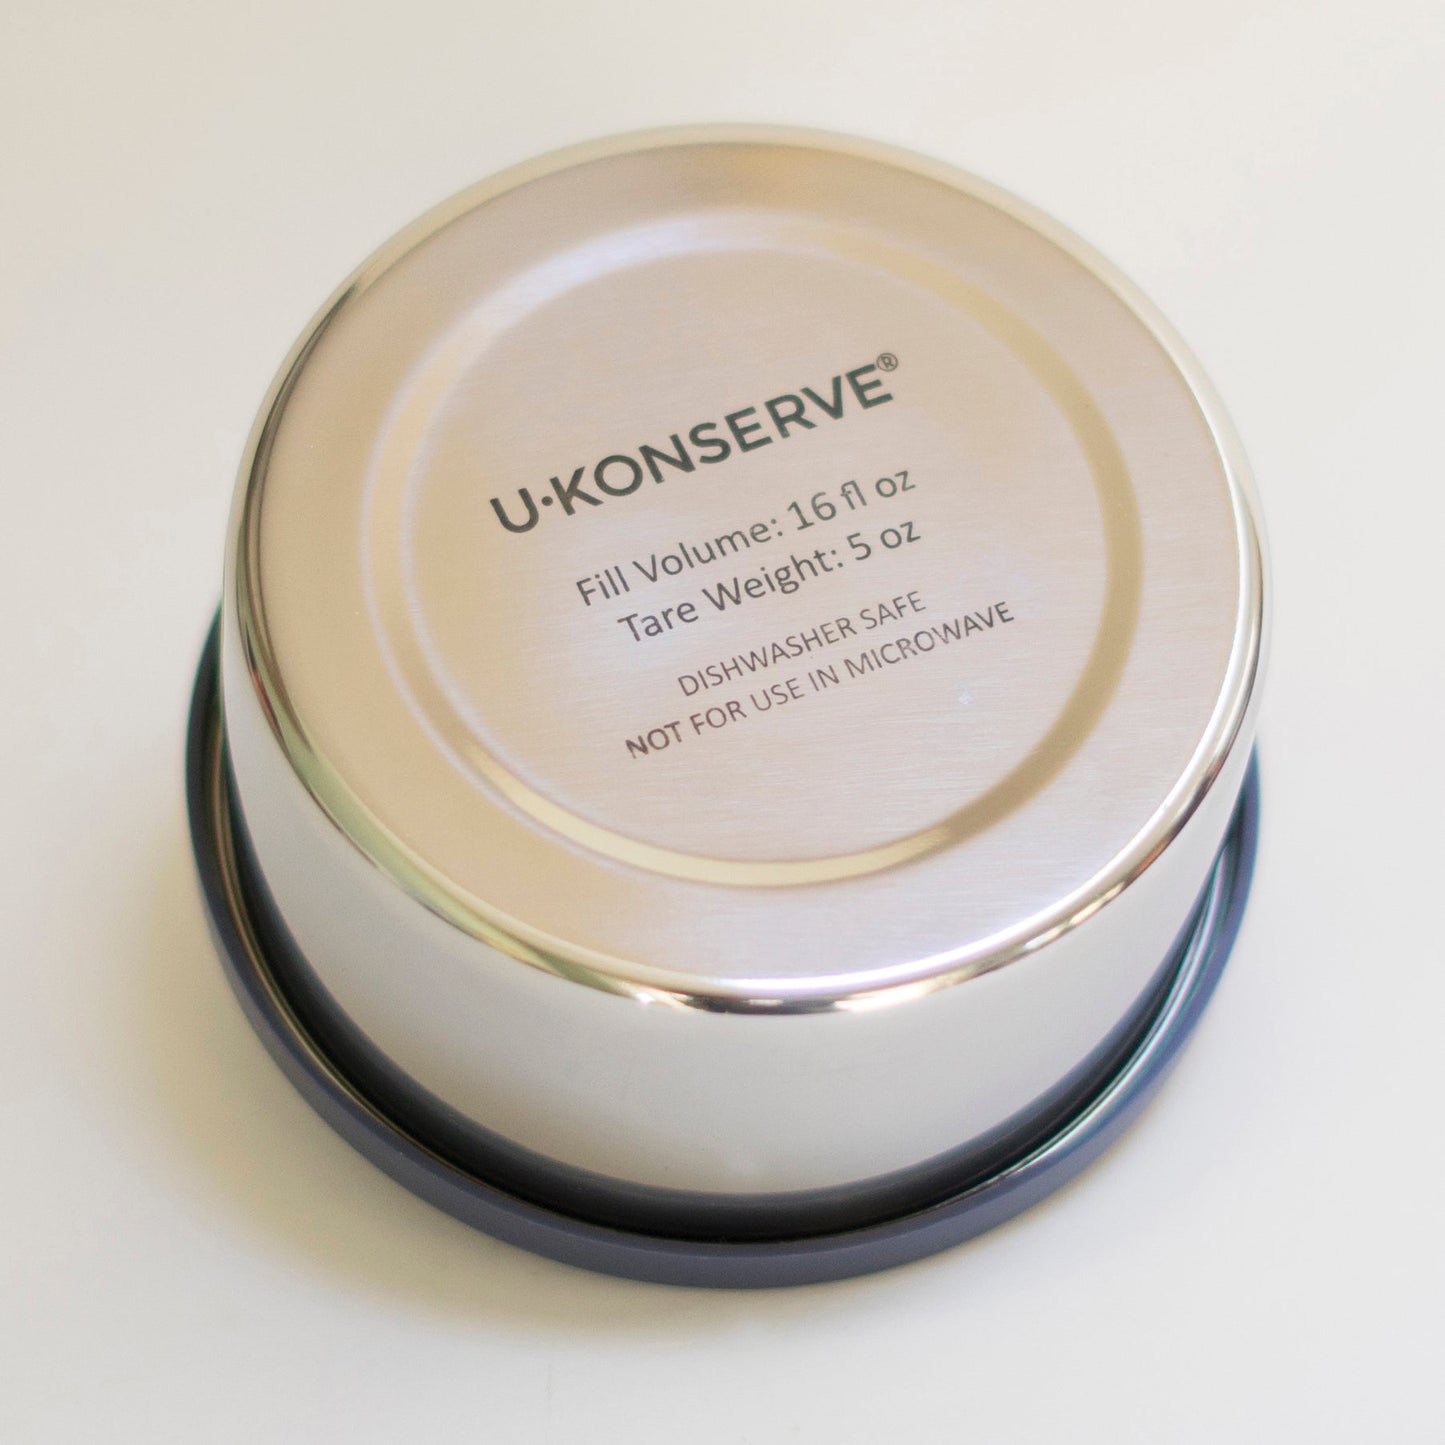 U·KONSERVE®
Fill Volume: 16 fl oz
Tare Weight: 5 oz
DISHWASHER SAFE
NOT FOR USE IN MICROWAVE